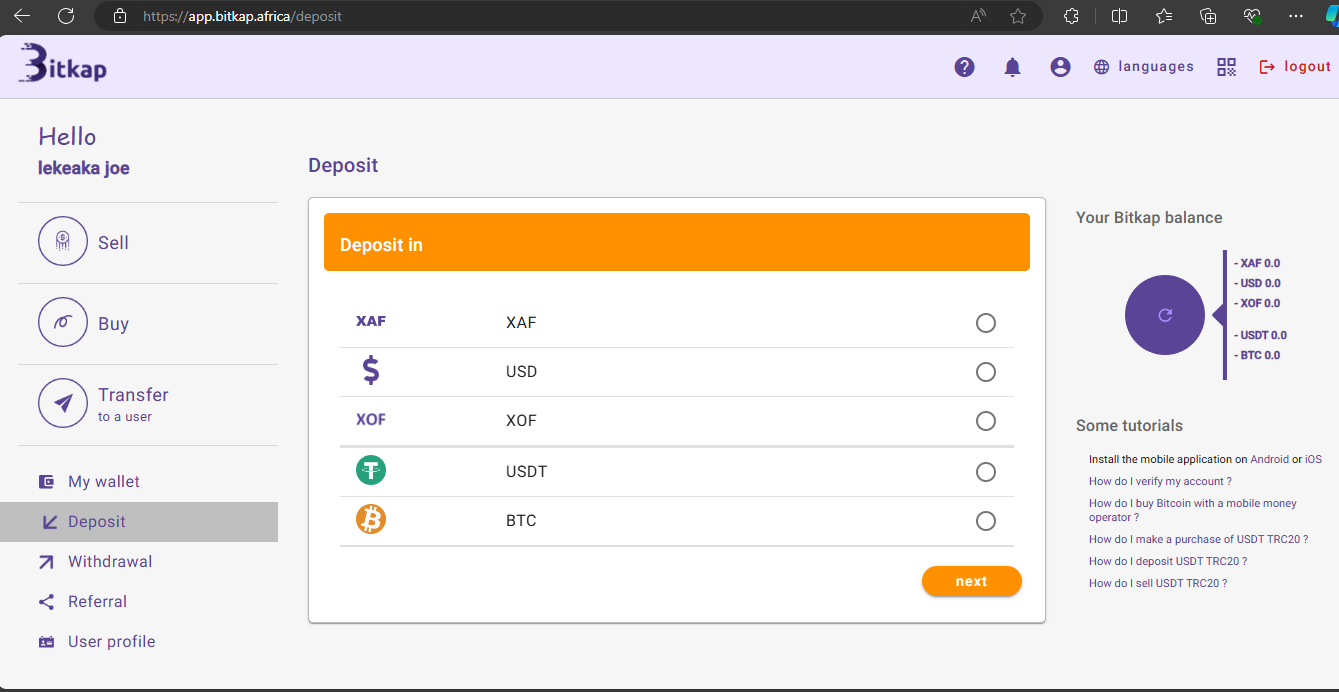 https://app.bitkap.africa/deposit
Bitkap
languages
logout
Hello
lekeaka joe
Sell
Buy
Transfer
to a user
My wallet
Deposit
Withdrawal
Referral
User profile
Deposit
Deposit in
XAF XAF
$ USD
XOF XOF
USDT
BTC
next
Your Bitkap balance
- XAF 0.0
- USD 0.0
- XOF 0.0
- USDT 0.0
- BTC 0.0
Some tutorials
Install the mobile application on Android or iOS
How do I verify my account ?
How do I buy Bitcoin with a mobile money
operator ?
How do I make a purchase of USDT TRC20 ?
How do I deposit USDT TRC20 ?
How do I sell USDT TRC20 ?